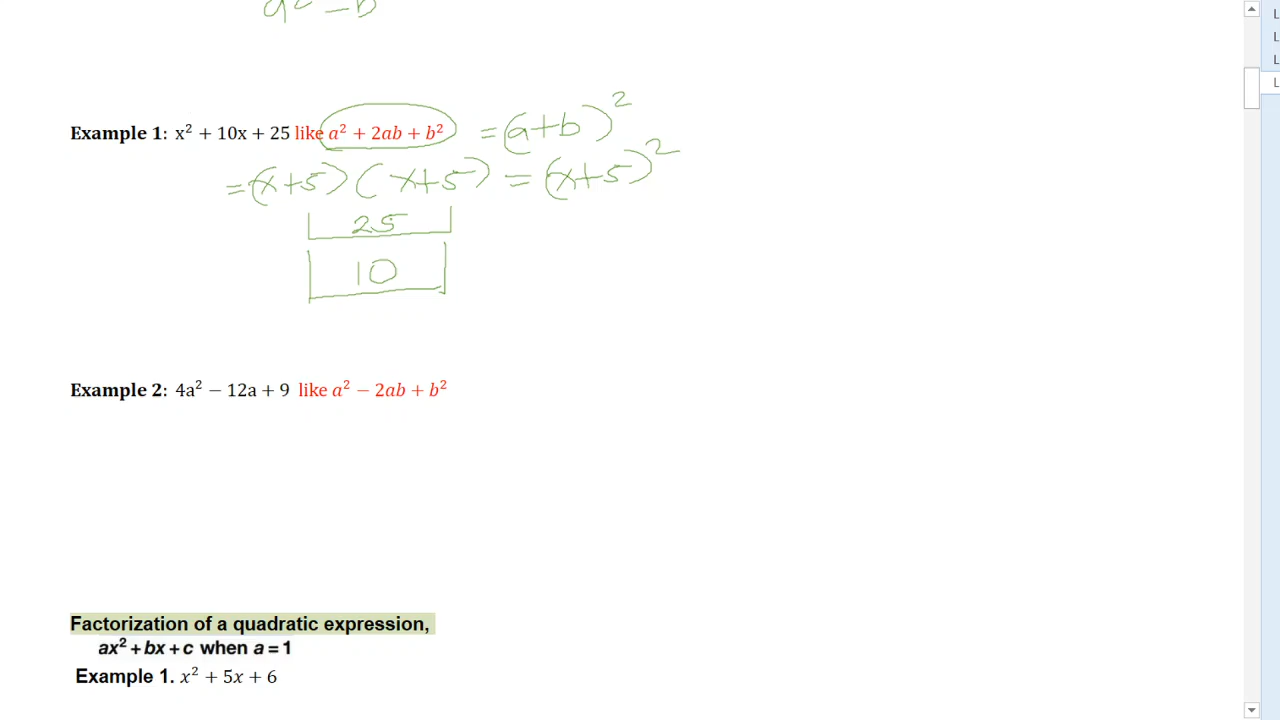 a² - b
Example 1: x² + 10x + 25 like a² + 2ab + b² = (a+b)²
= (x+5) (x+5) = (x+5)²
25
10
Example 2: 4a² − 12a + 9 like a² − 2ab + b²
Factorization of a quadratic expression,
ax² + bx + c when a = 1
Example 1. x² + 5x + 6
L
L
L
L